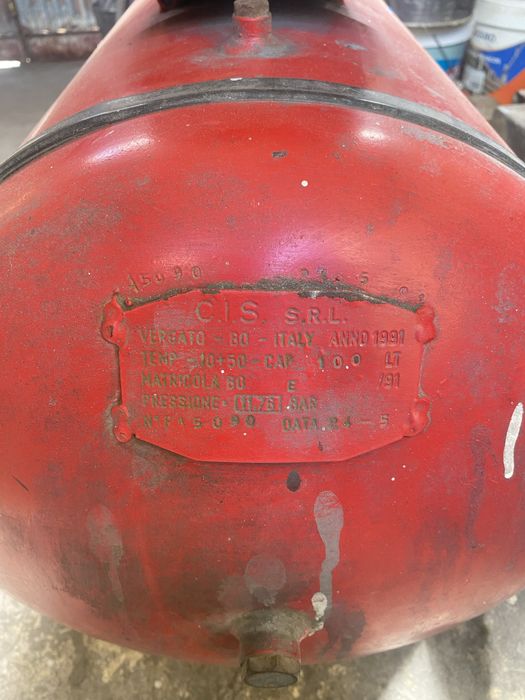 15090
C.I.S. S.R.L.
VERGATO - BO - ITALY ANNO 1991
TEMP -10+50 - CAP 100 LT
MATRICOLA BO E /91
PRESSIONE 11,75 BAR
15090 DATA 24-5